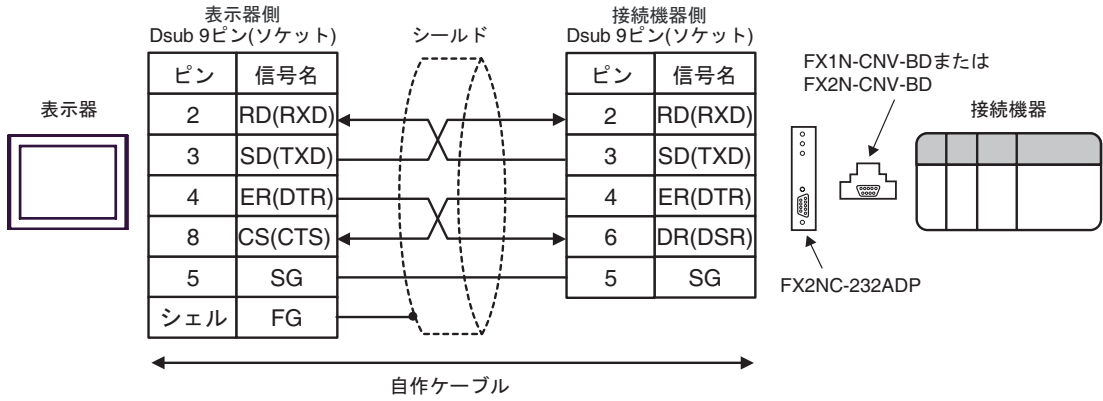 表示器側
Dsub 9ピン(ソケット)
シールド
接続機器側
Dsub 9ピン(ソケット)
FX1N-CNV-BDまたは
FX2N-CNV-BD
表示器
接続機器
ピン 信号名
2 RD(RXD)
3 SD(TXD)
4 ER(DTR)
8 CS(CTS)
5 SG
シェル FG
ピン 信号名
2 RD(RXD)
3 SD(TXD)
4 ER(DTR)
6 DR(DSR)
5 SG
FX2NC-232ADP
自作ケーブル